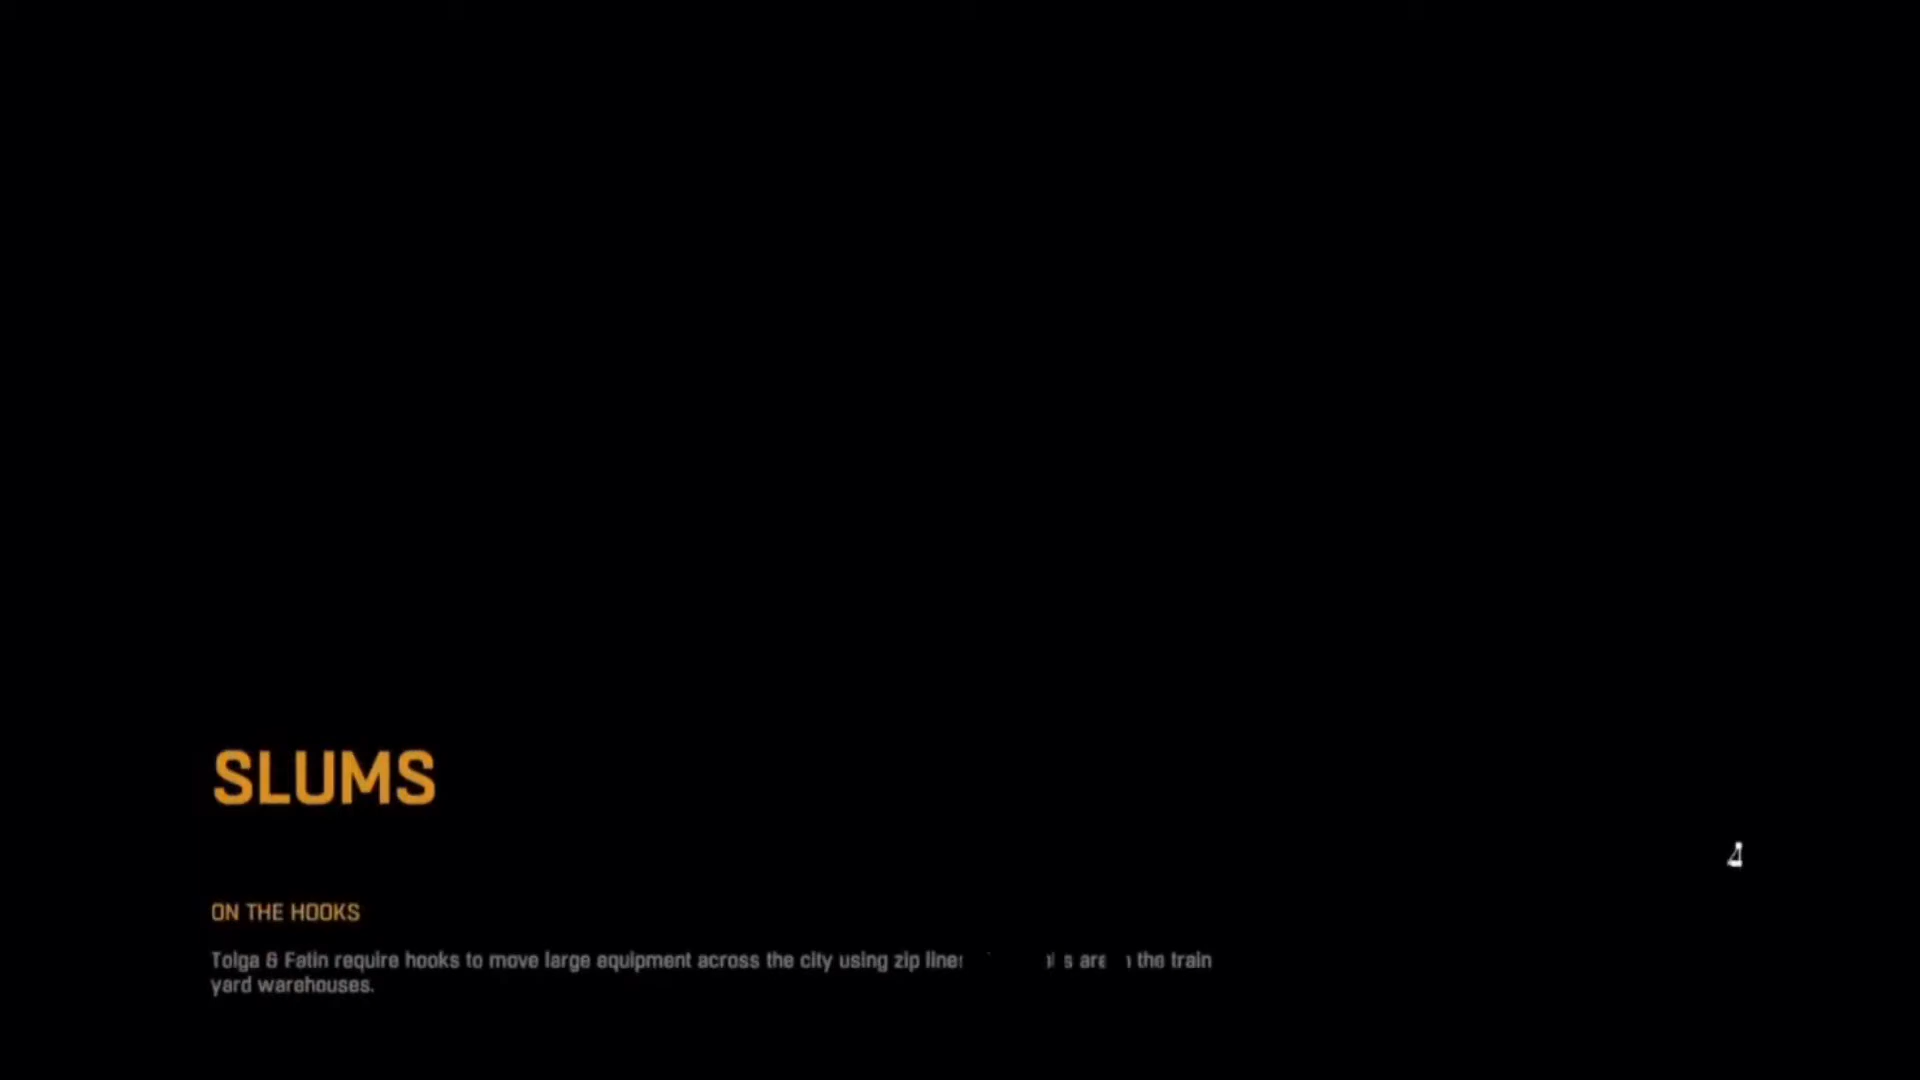 SLUMS
ON THE HOOKS
Tolga & Fatin require hooks to move large equipment across the city using zip are the train
yard warehouses.